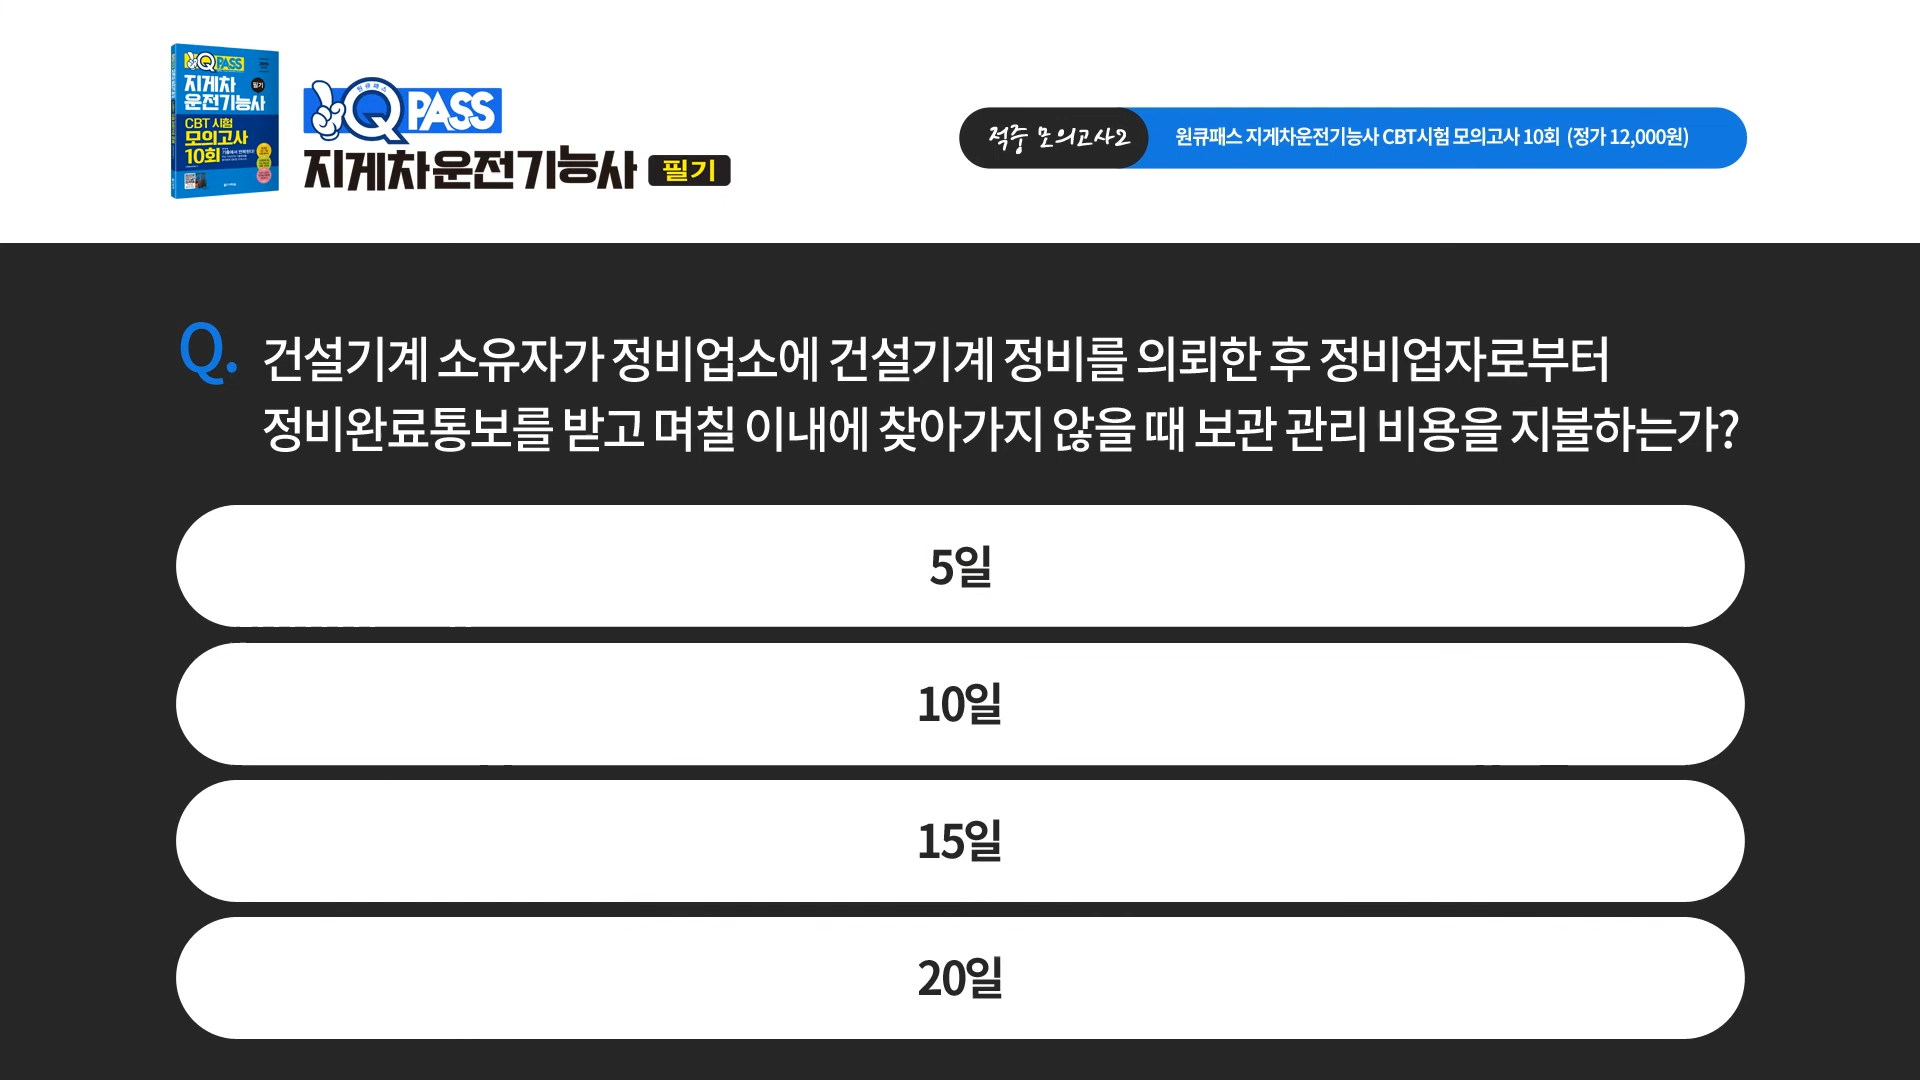 QPASS
지게차
운전기능사
필기
CBT 시험
모의고사
10회
원큐패스
QPASS
지게차운전기능사 필기
적중 모의고사2
원큐패스 지게차운전기능사 CBT시험 모의고사 10회 (정가 12,000원)
Q. 건설기계 소유자가 정비업소에 건설기계 정비를 의뢰한 후 정비업자로부터
정비완료통보를 받고 며칠 이내에 찾아가지 않을 때 보관 관리 비용을 지불하는가?
5일
10일
15일
20일